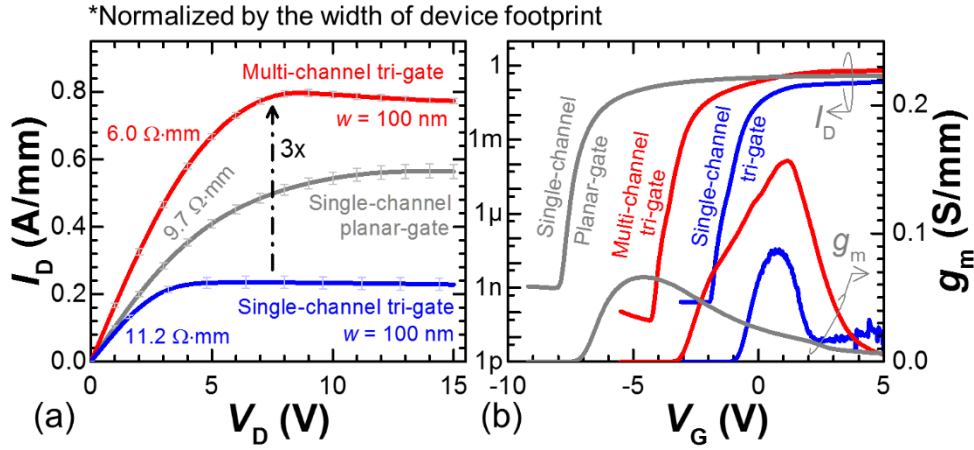 *Normalized by the width of device footprint
I_D (A/mm)
0.8
0.6
0.4
0.2
0.0
Multi-channel tri-gate
w = 100 nm
6.0 Ω·mm
3x
9.7 Ω·mm
Single-channel
planar-gate
Single-channel tri-gate
w = 100 nm
11.2 Ω·mm
0
5
10
15
(a)
V_D (V)
1
1m
1µ
1n
1p
Single-channel
Planar-gate
Multi-channel
tri-gate
Single-channel
tri-gate
I_D
g_m
0.2
0.1
0.0
g_m (S/mm)
-10
-5
0
5
(b)
V_G (V)